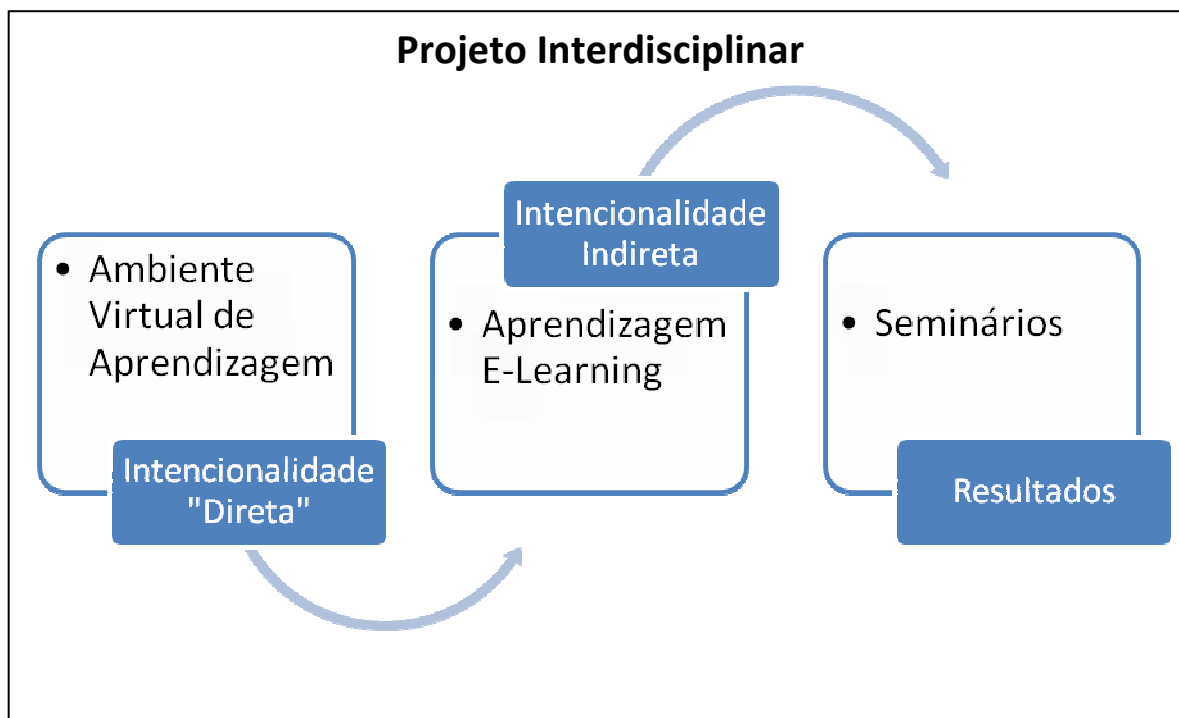 Projeto Interdisciplinar
• Ambiente
Virtual de
Aprendizagem
Intencionalidade
"Direta"
Intencionalidade
Indireta
• Aprendizagem
E-Learning
• Seminários
Resultados